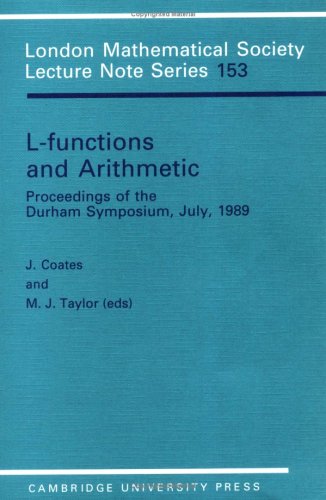 London Mathematical Society
Lecture Note Series 153
L-functions
and Arithmetic
Proceedings of the
Durham Symposium, July, 1989
J. Coates
and
M. J. Taylor (eds)
CAMBRIDGE UNIVERSITY PRESS